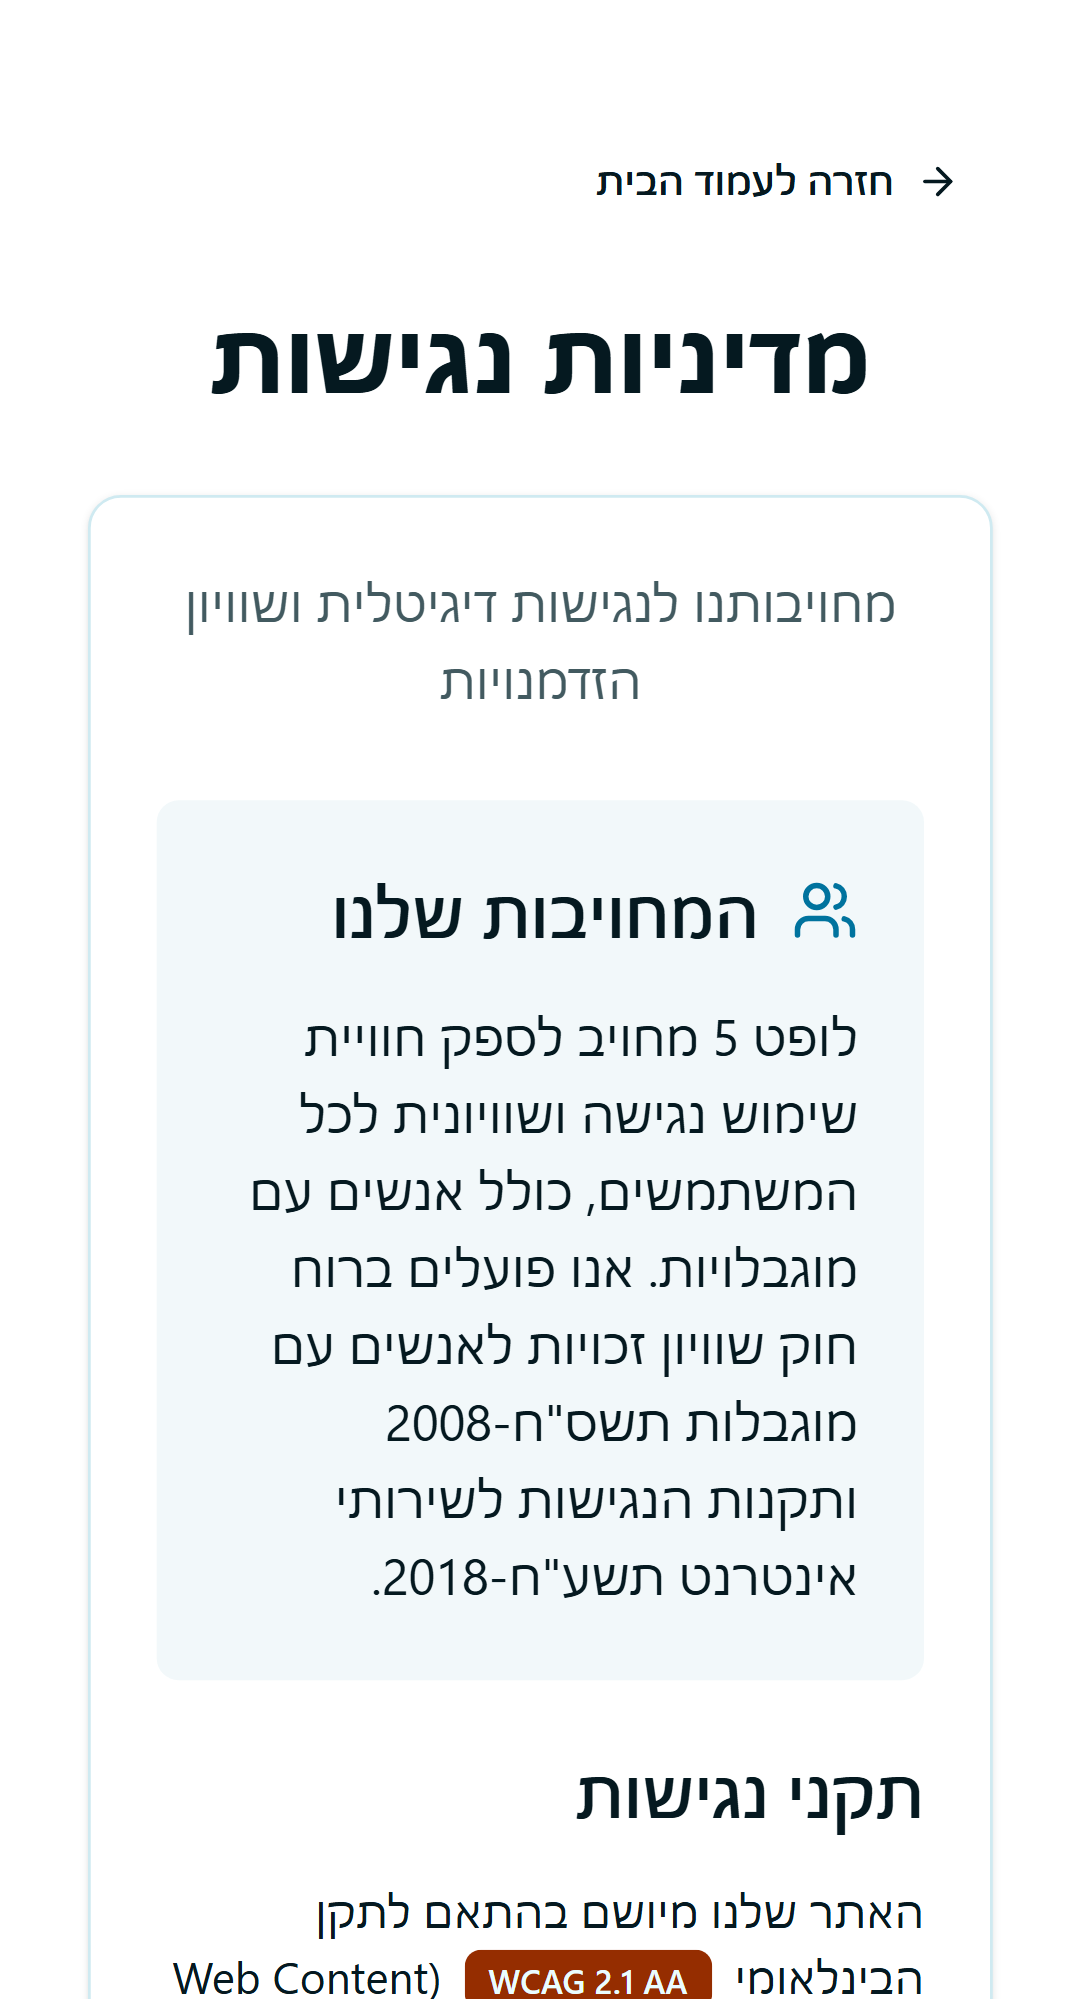 חזרה לעמוד הבית
מדיניות נגישות
מחויבותנו לנגישות דיגיטלית ושוויון
הזדמנויות
המחויבות שלנו
לופט 5 מחויב לספק חוויית
שימוש נגישה ושוויונית לכל
המשתמשים, כולל אנשים עם
מוגבלויות. אנו פועלים ברוח
חוק שוויון זכויות לאנשים עם
מוגבלות תשס"ח-2008
ותקנות הנגישות לשירותי
אינטרנט תשע"ח-2018.
תקני נגישות
האתר שלנו מיושם בהתאם לתקן
הבינלאומי WCAG 2.1 AA (Web Content